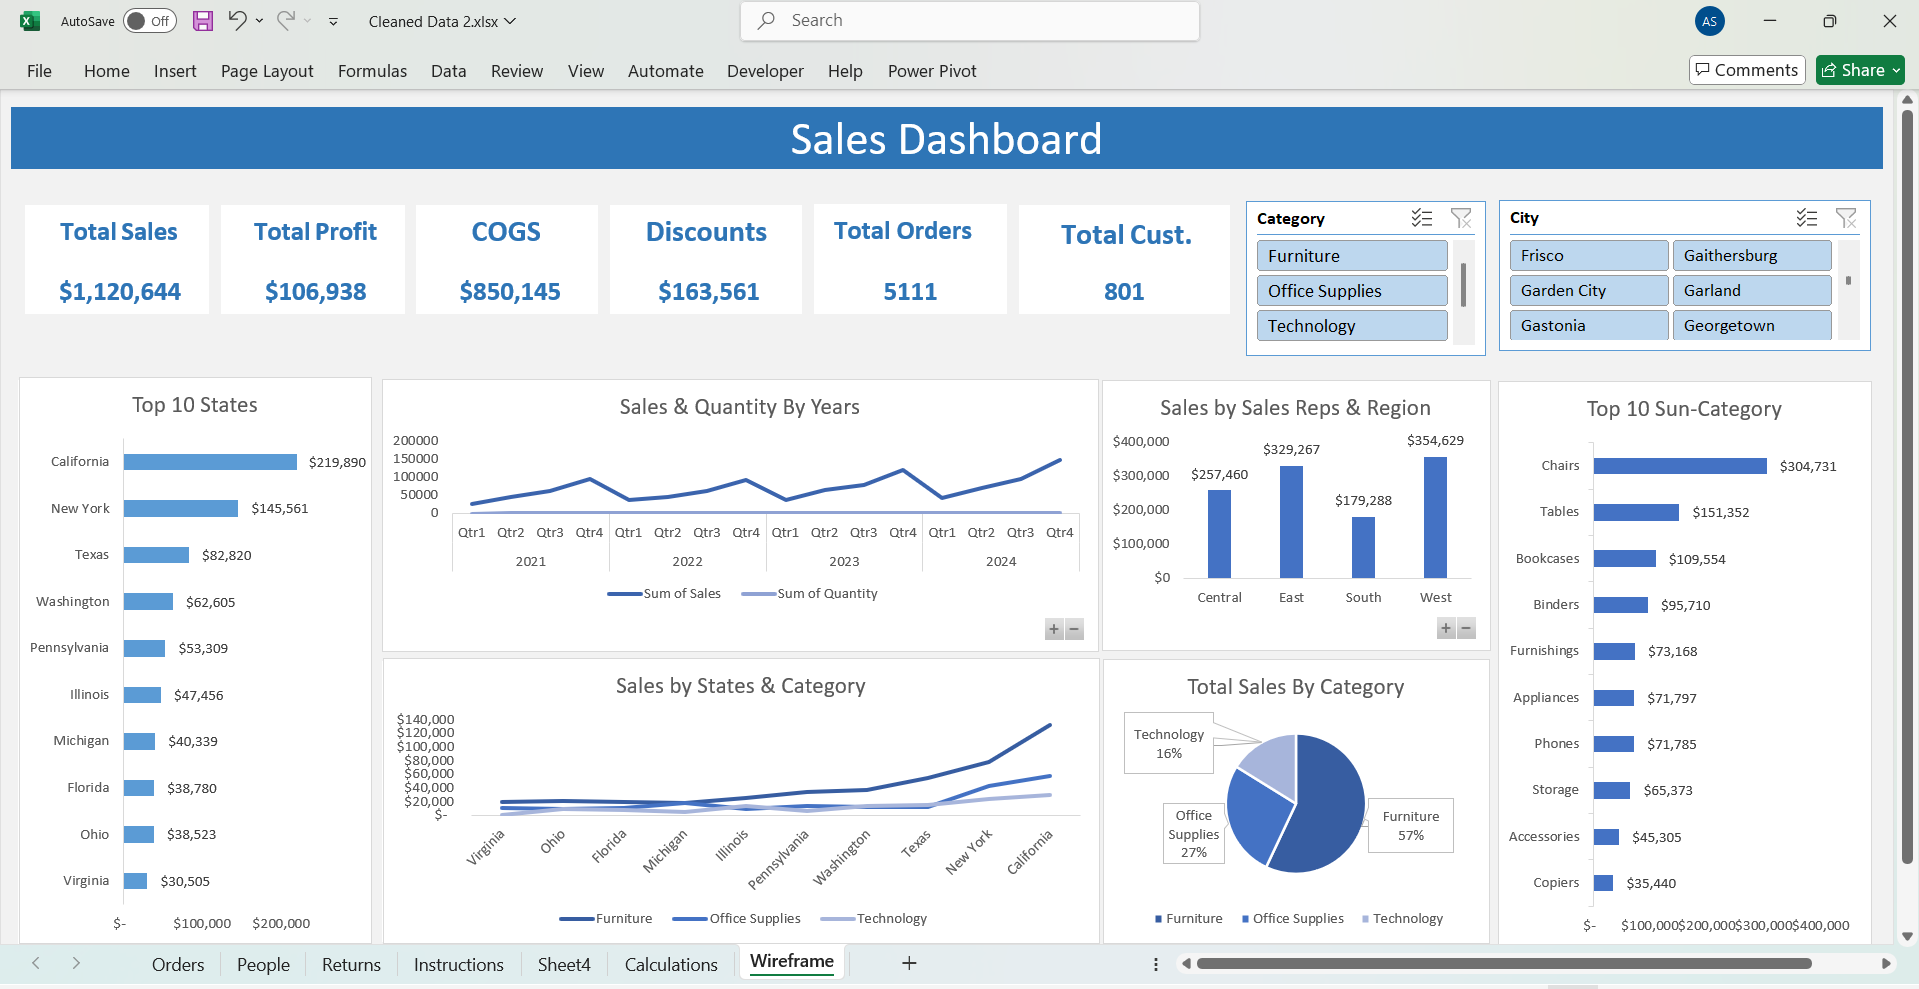 AutoSave Off Cleaned Data 2.xlsx Search AS
File Home Insert Page Layout Formulas Data Review View Automate Developer Help Power Pivot Comments Share
Sales Dashboard
Total Sales
$1,120,644
Total Profit
$106,938
COGS
$850,145
Discounts
$163,561
Total Orders
5111
Total Cust.
801
Category
Furniture
Office Supplies
Technology
City
Frisco Gaithersburg
Garden City Garland
Gastonia Georgetown
Top 10 States
California $219,890
New York $145,561
Texas $82,820
Washington $62,605
Pennsylvania $53,309
Illinois $47,456
Michigan $40,339
Florida $38,780
Ohio $38,523
Virginia $30,505
$- $100,000 $200,000
Sales & Quantity By Years
200000
150000
100000
50000
0
Qtr1 Qtr2 Qtr3 Qtr4 Qtr1 Qtr2 Qtr3 Qtr4 Qtr1 Qtr2 Qtr3 Qtr4 Qtr1 Qtr2 Qtr3 Qtr4
2021 2022 2023 2024
Sum of Sales Sum of Quantity
+ −
Sales by Sales Reps & Region
$400,000
$300,000
$200,000
$100,000
$0
$257,460
$329,267
$179,288
$354,629
Central East South West
+ −
Sales by States & Category
$140,000
$120,000
$100,000
$80,000
$60,000
$40,000
$20,000
$-
Virginia Ohio Florida Michigan Illinois Pennsylvania Washington Texas New York California
Furniture Office Supplies Technology
Total Sales By Category
Technology
16%
Office
Supplies
27%
Furniture
57%
Furniture Office Supplies Technology
Top 10 Sun-Category
Chairs $304,731
Tables $151,352
Bookcases $109,554
Binders $95,710
Furnishings $73,168
Appliances $71,797
Phones $71,785
Storage $65,373
Accessories $45,305
Copiers $35,440
$- $100,000 $200,000 $300,000 $400,000
Orders People Returns Instructions Sheet4 Calculations Wireframe +